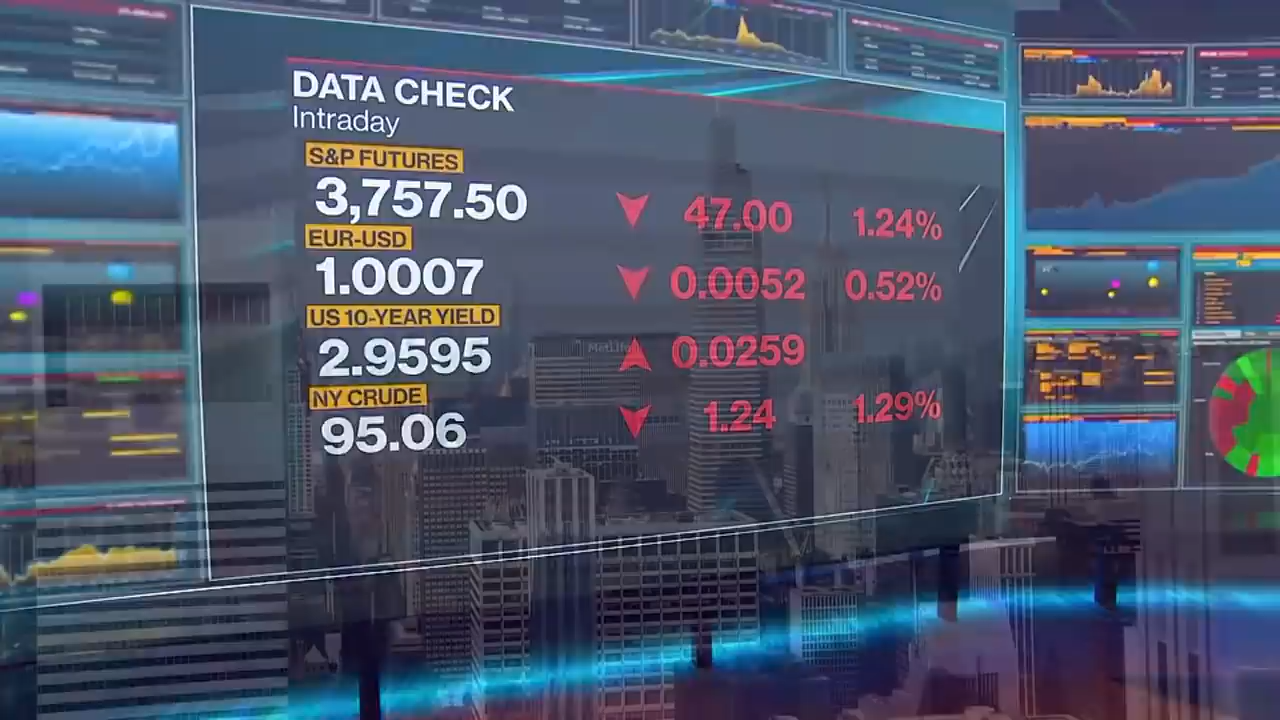 DATA CHECK
Intraday
S&P FUTURES
3,757.50 47.00 1.24%
EUR-USD
1.0007 0.0052 0.52%
US 10-YEAR YIELD
2.9595 0.0259
NY CRUDE
95.06 1.24 1.29%
MetLife